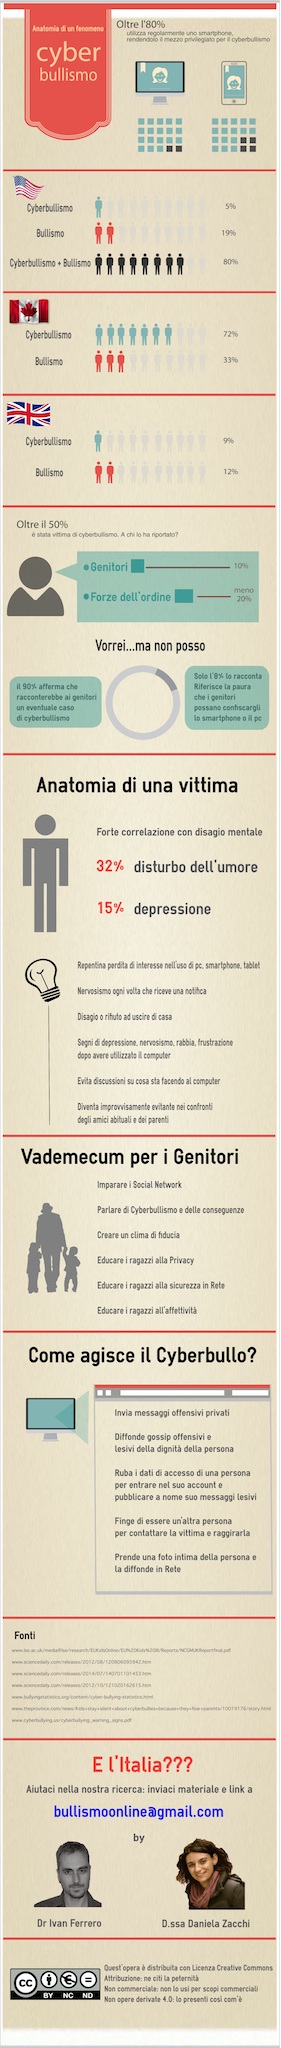 Anatomia di un fenomeno
cyber
bullismo
Oltre l'80%
utilizza regolarmente uno smartphone,
rendendolo il mezzo privilegiato per il cyberbullismo
Cyberbullismo 5%
Bullismo 19%
Cyberbullismo + Bullismo 80%
Cyberbullismo 72%
Bullismo 33%
Cyberbullismo 9%
Bullismo 12%
Oltre il 50%
è stata vittima di cyberbullismo. A chi lo ha riportato?
Genitori 10%
Forze dell'ordine meno 20%
Vorrei...ma non posso
il 90% afferma che
racconterebbe ai genitori
un eventuale caso
di cyberbullismo
Solo l'8% lo racconta
Riferisce la paura
che i genitori
possano confiscargli
lo smartphone o il pc
Anatomia di una vittima
Forte correlazione con disagio mentale
32% disturbo dell'umore
15% depressione
Repentina perdita di interesse nell'uso di pc, smartphone, tablet
Nervosismo ogni volta che riceve una notifica
Disagio o rifiuto ad uscire di casa
Segni di depressione, nervosismo, rabbia, frustrazione
dopo avere utilizzato il computer
Evita discussioni su cosa sta facendo al computer
Diventa improvvisamente evitante nei confronti
degli amici abituali e dei parenti
Vademecum per i Genitori
Imparare i Social Network
Parlare di Cyberbullismo e delle conseguenze
Creare un clima di fiducia
Educare i ragazzi alla Privacy
Educare i ragazzi alla sicurezza in Rete
Educare i ragazzi all'affettività
Come agisce il Cyberbullo?
Invia messaggi offensivi privati
Diffonde gossip offensivi e
lesivi della dignità della persona
Ruba i dati di accesso di una persona
per entrare nel suo account e
pubblicare a nome suo messaggi lesivi
Finge di essere un'altra persona
per contattare la vittima e raggirarla
Prende una foto intima della persona e
la diffonde in Rete
Fonti
www.bullyingstatistics.org/content/cyber-bullying-statistics.html
www.cyberbullying.us/cyberbullying_warning_signs.pdf
E l'Italia???
Aiutaci nella nostra ricerca: inviaci materiale e link a
bullismoonline@gmail.com
by
Dr Ivan Ferrero
D.ssa Daniela Zacchi
CC BY NC ND
Quest'opera è distribuita con Licenza Creative Commons
Attribuzione: ne citi la peternità
Non commerciale: non lo usi per scopi commerciali
Non opere derivate 4.0: lo presenti così com'è